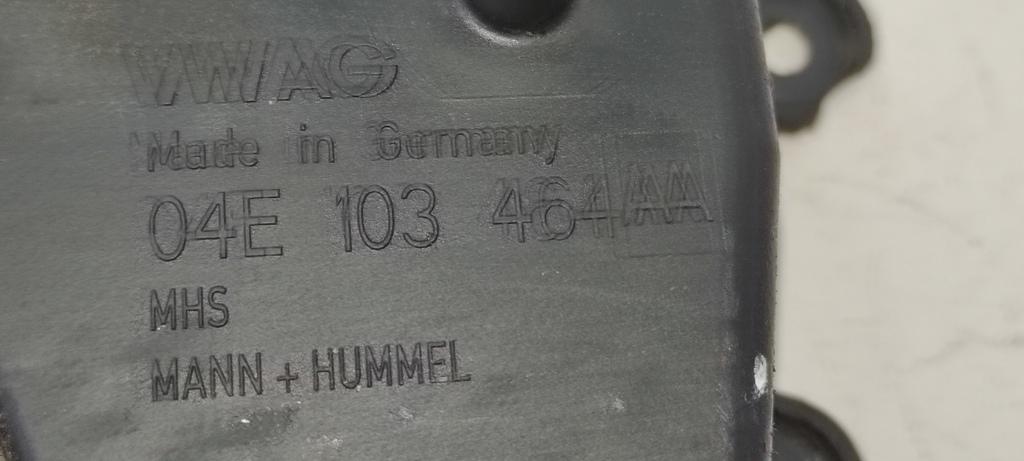 VW AG
Made in Germany
04E 103 464 AA
MHS
MANN + HUMMEL